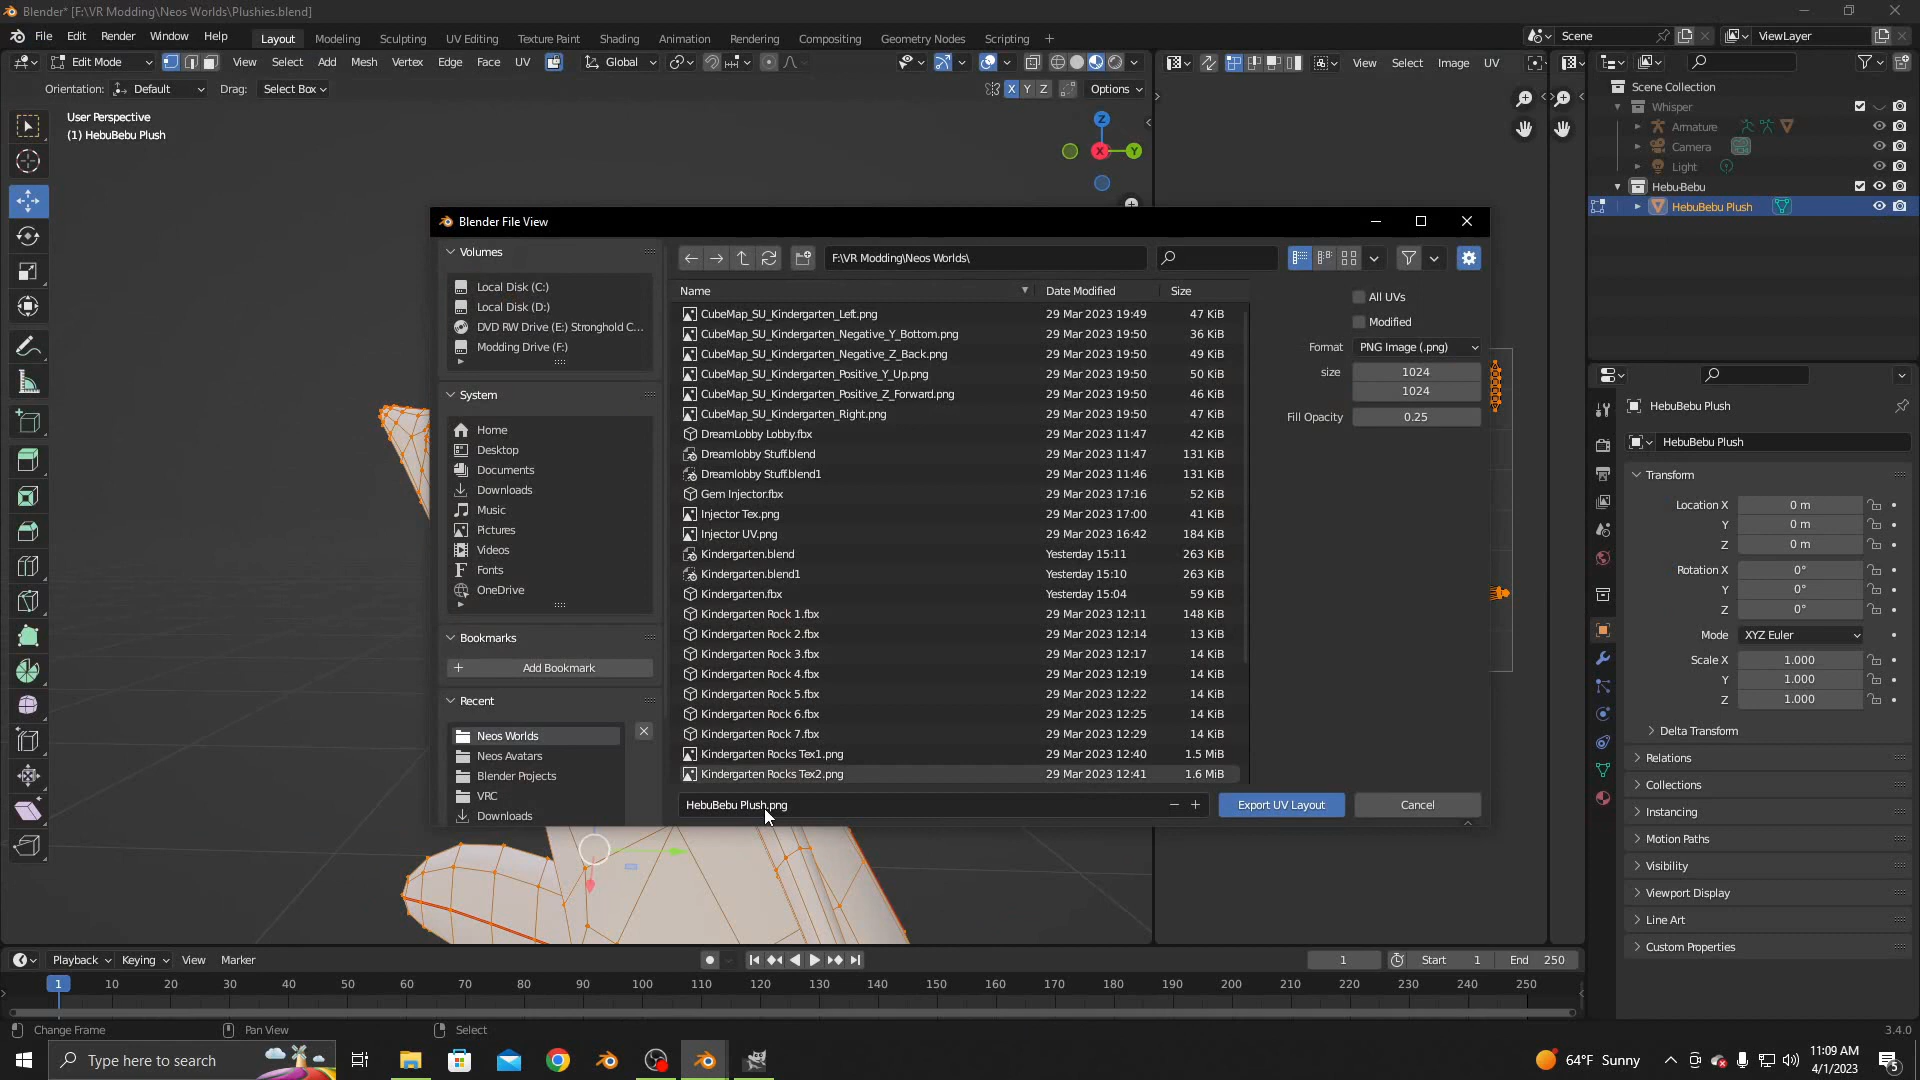 Blender* [F:\VR Modding\Neos Worlds\Plushies.blend]
File Edit Render Window Help Layout Modeling Sculpting UV Editing Texture Paint Shading Animation Rendering Compositing Geometry Nodes Scripting + Scene ViewLayer
Edit Mode View Select Add Mesh Vertex Edge Face UV Global View Select Image UV
Orientation: Default Drag: Select Box X Y Z Options
User Perspective
(1) HebuBebu Plush
Z
X Y
Scene Collection
Whisper
Armature
Camera
Light
Hebu-Bebu
HebuBebu Plush
Blender File View
Volumes
Local Disk (C:)
Local Disk (D:)
DVD RW Drive (E:) Stronghold C...
Modding Drive (F:)
System
Home
Desktop
Documents
Downloads
Music
Pictures
Videos
Fonts
OneDrive
Bookmarks
Add Bookmark
Recent
Neos Worlds
Neos Avatars
Blender Projects
VRC
Downloads
F:\VR Modding\Neos Worlds\
Name Date Modified Size
CubeMap_SU_Kindergarten_Left.png 29 Mar 2023 19:49 47 KiB
CubeMap_SU_Kindergarten_Negative_Y_Bottom.png 29 Mar 2023 19:50 36 KiB
CubeMap_SU_Kindergarten_Negative_Z_Back.png 29 Mar 2023 19:50 49 KiB
CubeMap_SU_Kindergarten_Positive_Y_Up.png 29 Mar 2023 19:50 50 KiB
CubeMap_SU_Kindergarten_Positive_Z_Forward.png 29 Mar 2023 19:50 46 KiB
CubeMap_SU_Kindergarten_Right.png 29 Mar 2023 19:50 47 KiB
DreamLobby Lobby.fbx 29 Mar 2023 11:47 42 KiB
Dreamlobby Stuff.blend 29 Mar 2023 11:47 131 KiB
Dreamlobby Stuff.blend1 29 Mar 2023 11:46 131 KiB
Gem Injector.fbx 29 Mar 2023 17:16 52 KiB
Injector Tex.png 29 Mar 2023 17:00 41 KiB
Injector UV.png 29 Mar 2023 16:42 184 KiB
Kindergarten.blend Yesterday 15:11 263 KiB
Kindergarten.blend1 Yesterday 15:10 263 KiB
Kindergarten.fbx Yesterday 15:04 59 KiB
Kindergarten Rock 1.fbx 29 Mar 2023 12:11 148 KiB
Kindergarten Rock 2.fbx 29 Mar 2023 12:14 13 KiB
Kindergarten Rock 3.fbx 29 Mar 2023 12:17 14 KiB
Kindergarten Rock 4.fbx 29 Mar 2023 12:19 14 KiB
Kindergarten Rock 5.fbx 29 Mar 2023 12:22 14 KiB
Kindergarten Rock 6.fbx 29 Mar 2023 12:25 14 KiB
Kindergarten Rock 7.fbx 29 Mar 2023 12:29 14 KiB
Kindergarten Rocks Tex1.png 29 Mar 2023 12:40 1.5 MiB
Kindergarten Rocks Tex2.png 29 Mar 2023 12:41 1.6 MiB
All UVs
Modified
Format PNG Image (.png)
size 1024
1024
Fill Opacity 0.25
HebuBebu Plush.png Export UV Layout Cancel
HebuBebu Plush
HebuBebu Plush
Transform
Location X 0 m
Y 0 m
Z 0 m
Rotation X 0°
Y 0°
Z 0°
Mode XYZ Euler
Scale X 1.000
Y 1.000
Z 1.000
Delta Transform
Relations
Collections
Instancing
Motion Paths
Visibility
Viewport Display
Line Art
Custom Properties
Playback Keying View Marker 1 Start 1 End 250
1 10 20 30 40 50 60 70 80 90 100 110 120 130 140 150 160 170 180 190 200 210 220 230 240 250
Change Frame Pan View Select 3.4.0
Type here to search 64°F Sunny 11:09 AM
4/1/2023 5